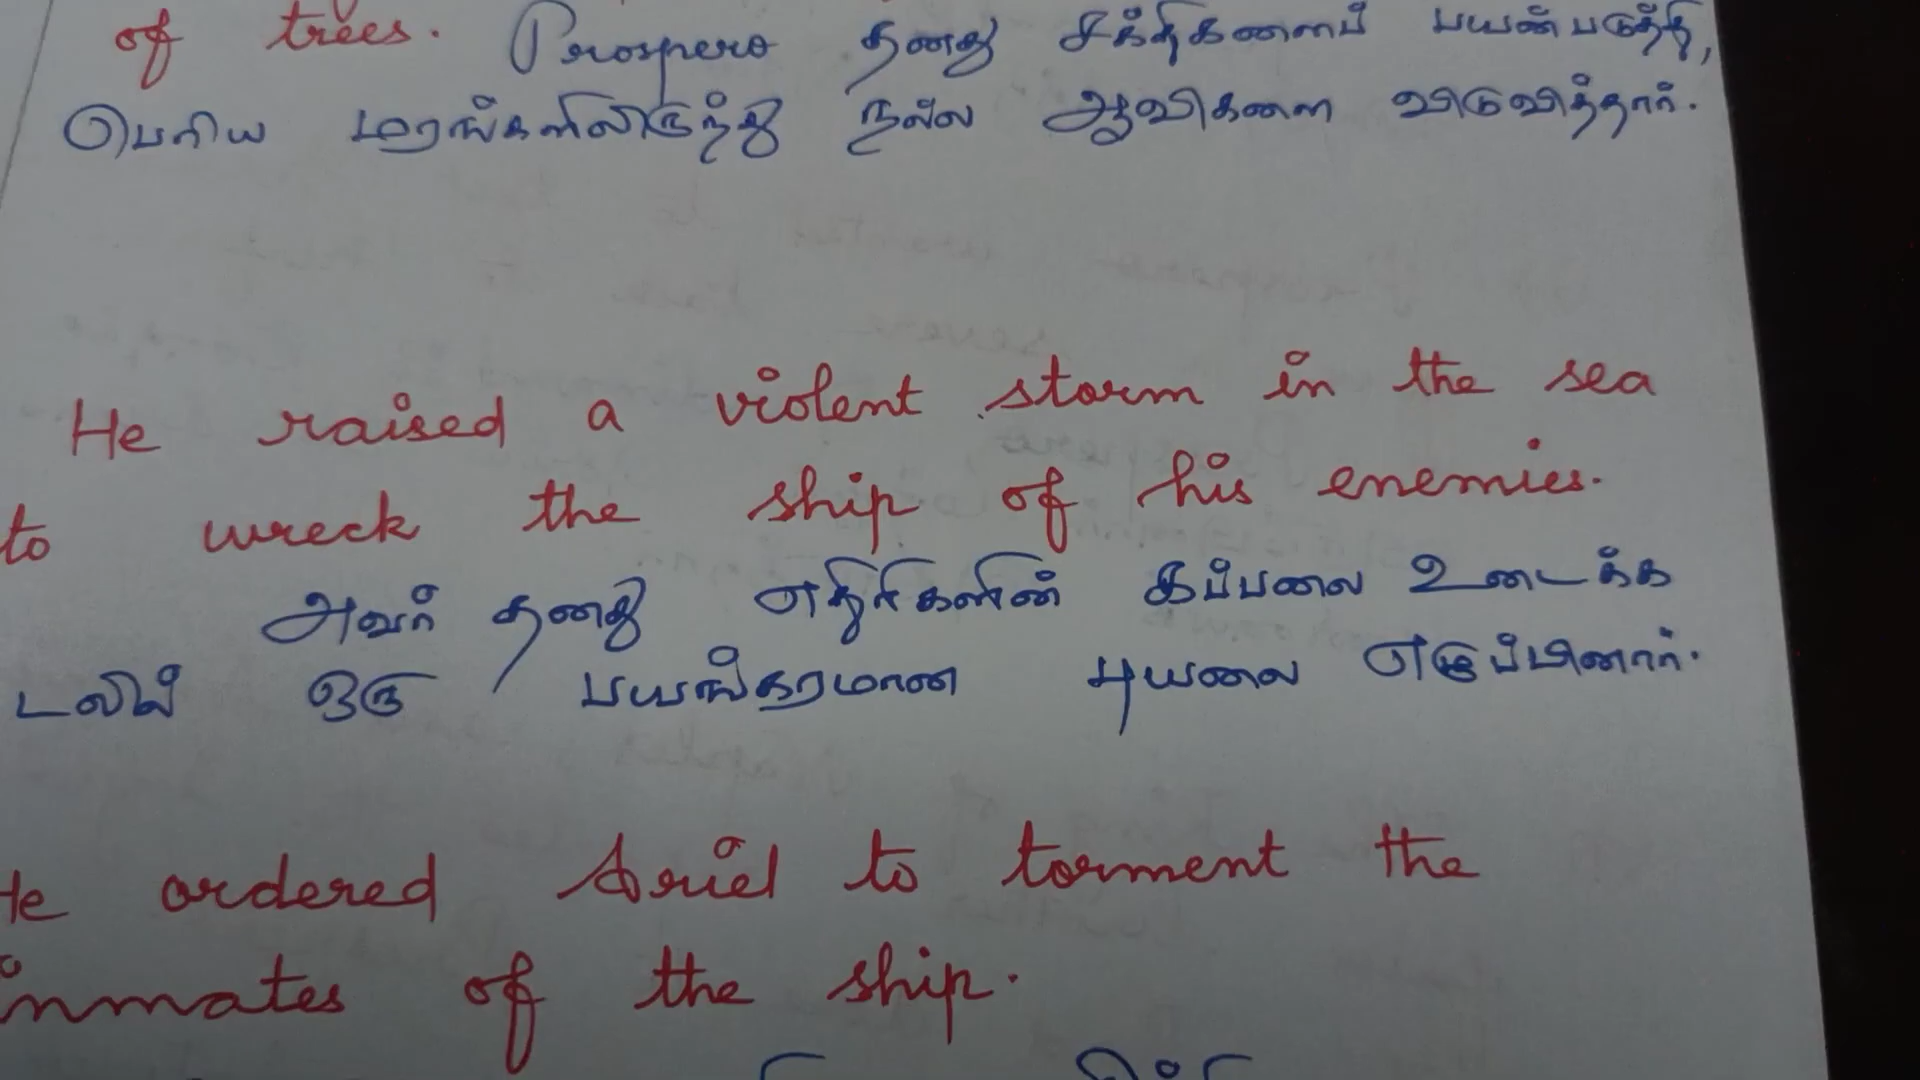 of trees. Prospero தனது சக்திகளைப் பயன்படுத்தி,
பெரிய மரங்களிலிருந்து நல்ல ஆவிகளை விடுவித்தார்.
He raised a violent storm in the sea
to wreck the ship of his enemies.
அவர் தனது எதிரிகளின் கப்பலை உடைக்க
டலில் ஒரு பயங்கரமான புயலை எழுப்பினார்.
He ordered Ariel to torment the
inmates of the ship.